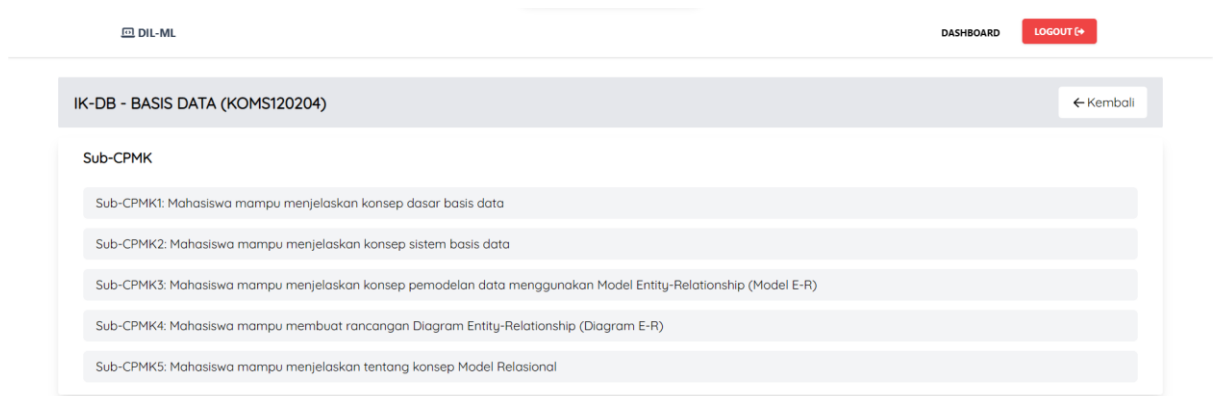 DIL-ML
DASHBOARD
LOGOUT
IK-DB - BASIS DATA (KOMS120204)
Kembali
Sub-CPMK
Sub-CPMK1: Mahasiswa mampu menjelaskan konsep dasar basis data
Sub-CPMK2: Mahasiswa mampu menjelaskan konsep sistem basis data
Sub-CPMK3: Mahasiswa mampu menjelaskan konsep pemodelan data menggunakan Model Entity-Relationship (Model E-R)
Sub-CPMK4: Mahasiswa mampu membuat rancangan Diagram Entity-Relationship (Diagram E-R)
Sub-CPMK5: Mahasiswa mampu menjelaskan tentang konsep Model Relasional